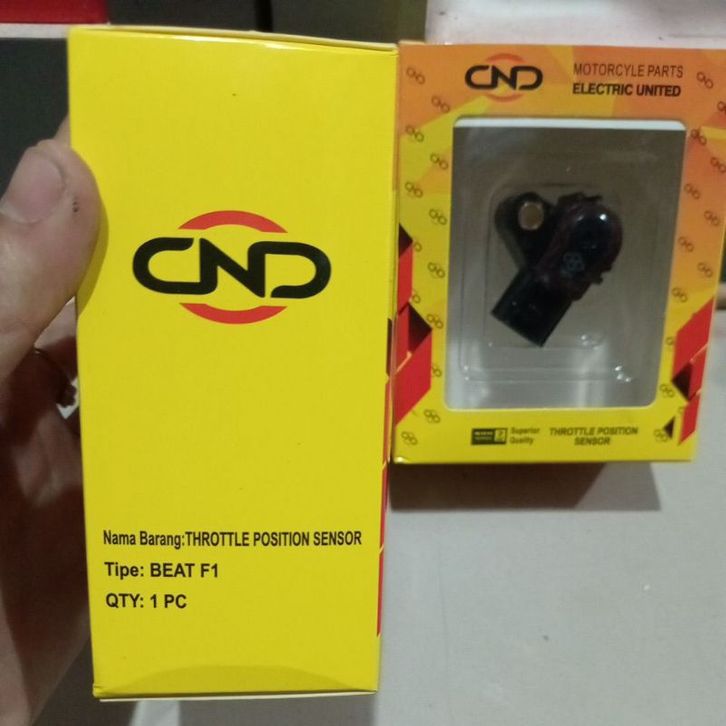 CND
Nama Barang:THROTTLE POSITION SENSOR
Tipe: BEAT F1
QTY: 1 PC
CND
MOTORCYLE PARTS
ELECTRIC UNITED
Superior
Quality
THROTTLE POSITION
SENSOR